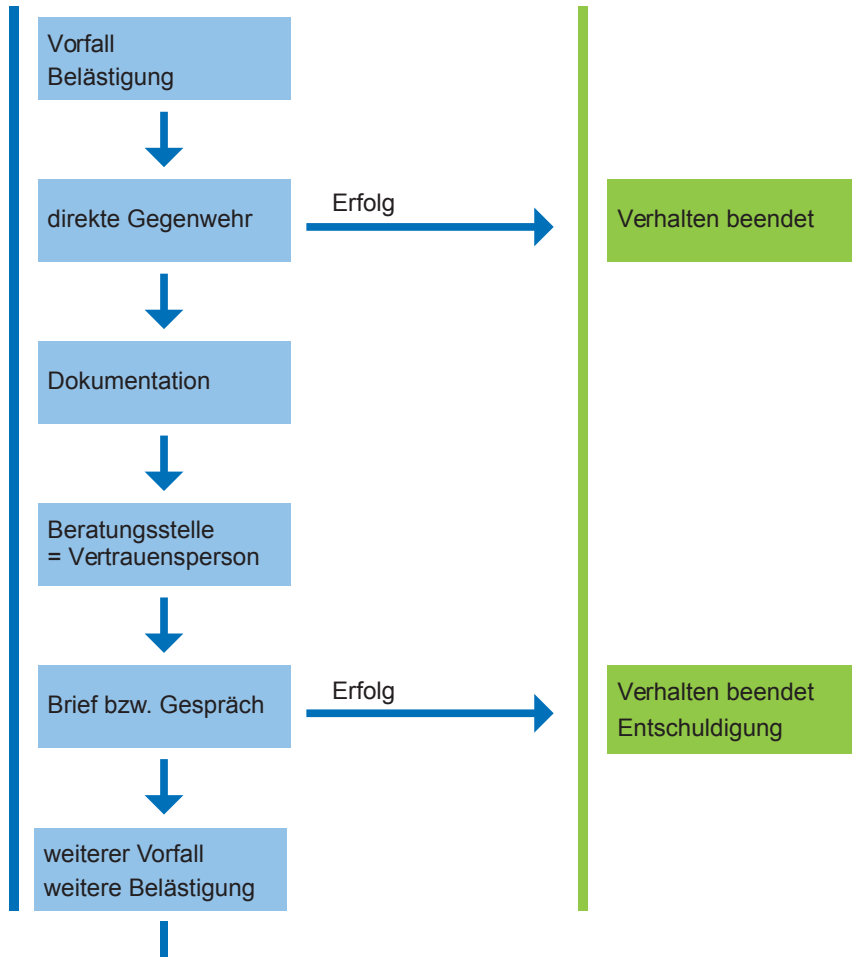 Vorfall
Belästigung
direkte Gegenwehr
Erfolg
Verhalten beendet
Dokumentation
Beratungsstelle
= Vertrauensperson
Brief bzw. Gespräch
Erfolg
Verhalten beendet
Entschuldigung
weiterer Vorfall
weitere Belästigung